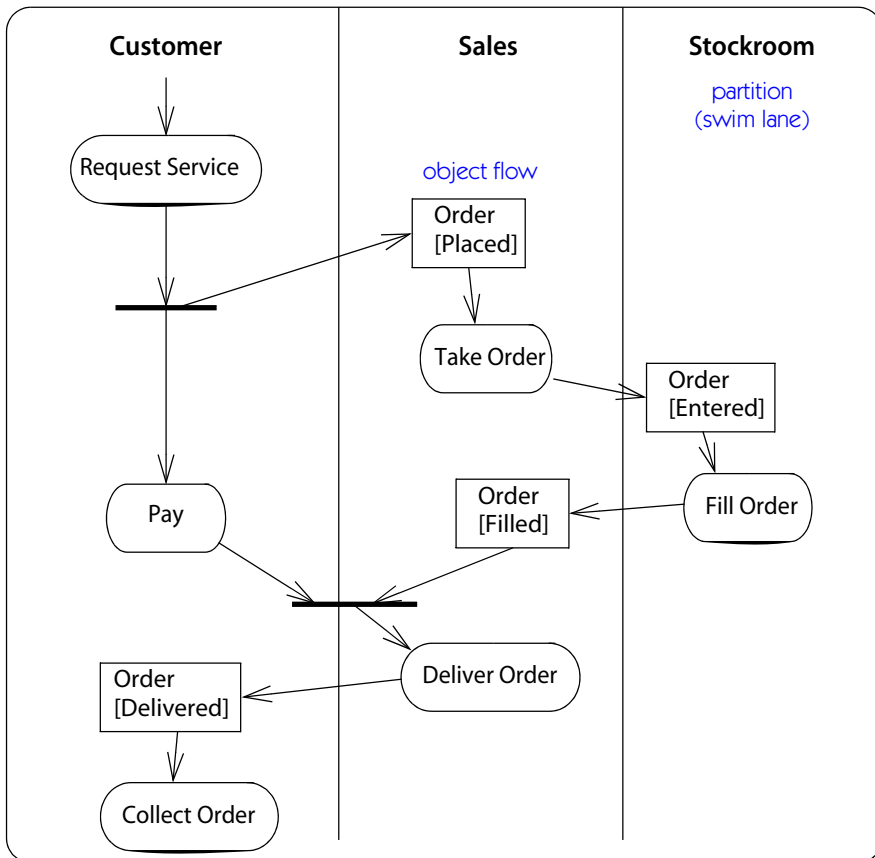 Customer
Sales
Stockroom
partition
(swim lane)
Request Service
object flow
Order
[Placed]
Take Order
Order
[Entered]
Pay
Order
[Filled]
Fill Order
Order
[Delivered]
Deliver Order
Collect Order